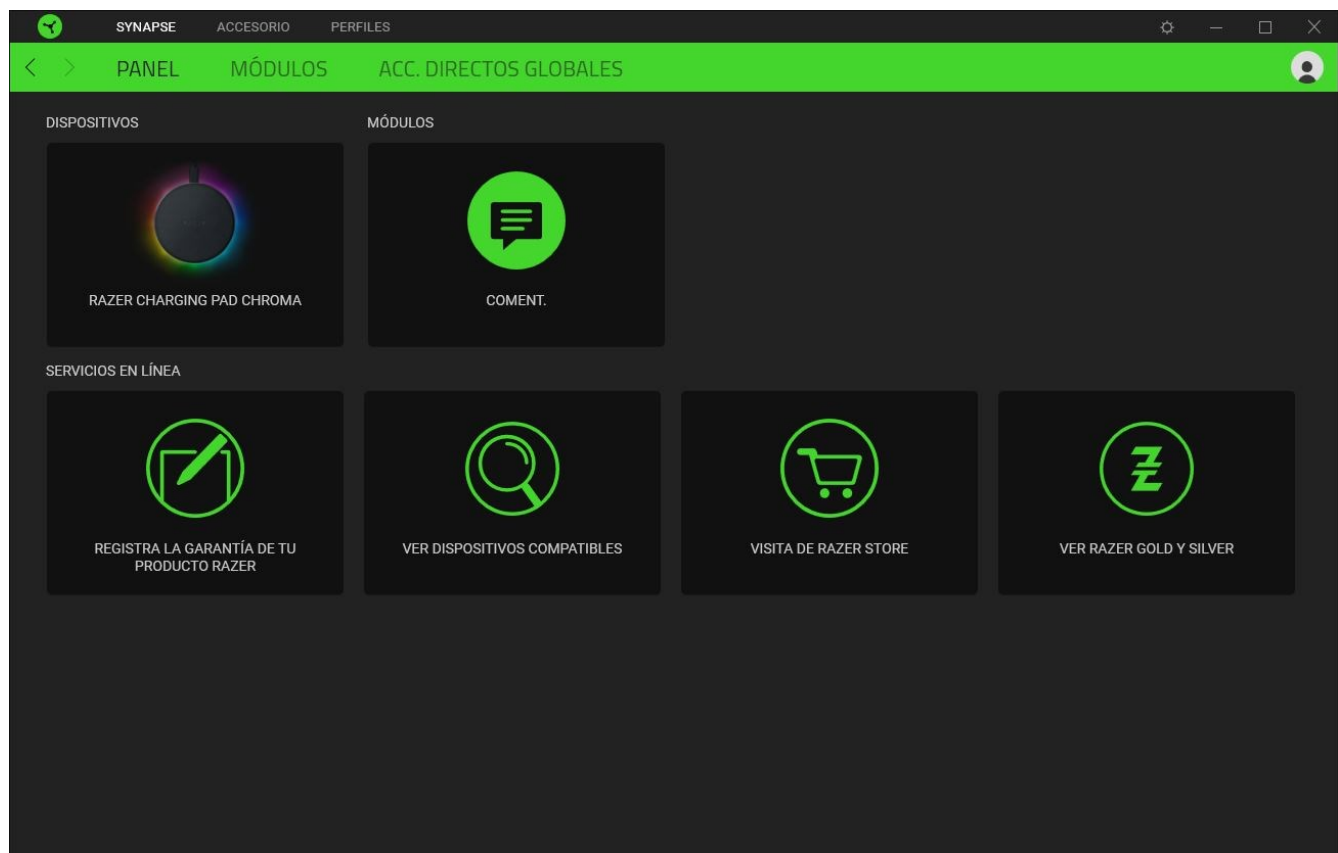 SYNAPSE ACCESORIO PERFILES
PANEL MÓDULOS ACC. DIRECTOS GLOBALES
DISPOSITIVOS MÓDULOS
RAZER CHARGING PAD CHROMA COMENT.
SERVICIOS EN LÍNEA
REGISTRA LA GARANTÍA DE TU
PRODUCTO RAZER
VER DISPOSITIVOS COMPATIBLES
VISITA DE RAZER STORE
VER RAZER GOLD Y SILVER